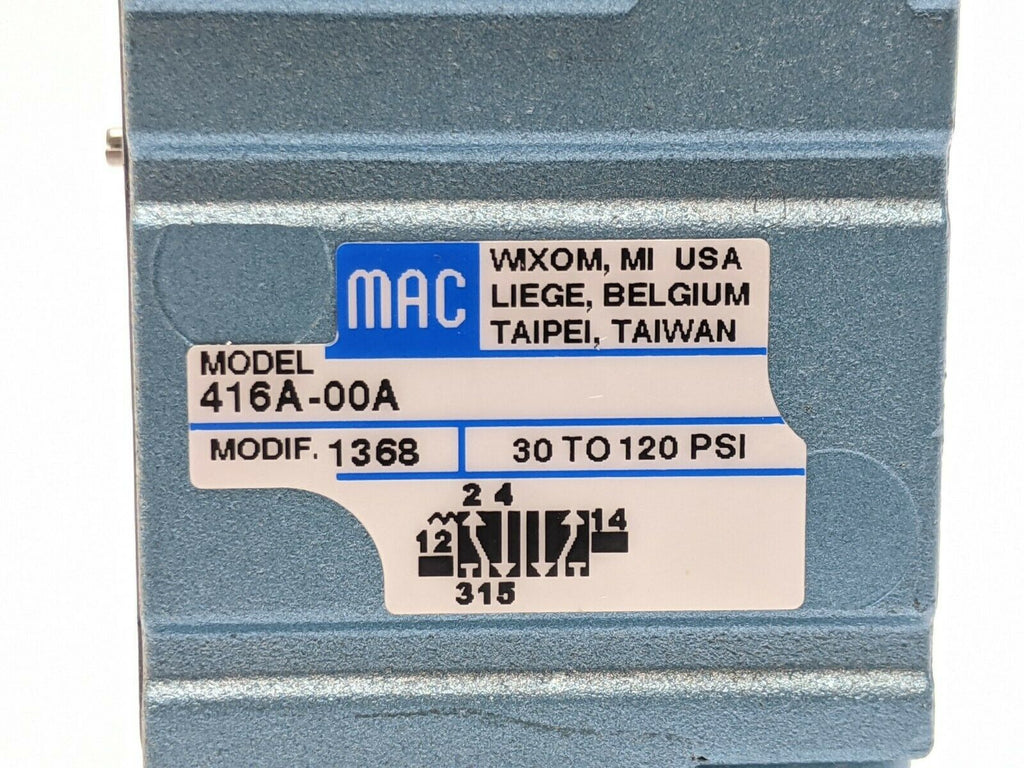 MAC
WIXOM, MI USA
LIEGE, BELGIUM
TAIPEI, TAIWAN
MODEL
416A-00A
MODIF. 1368
30 TO 120 PSI
2 4
14
12
315